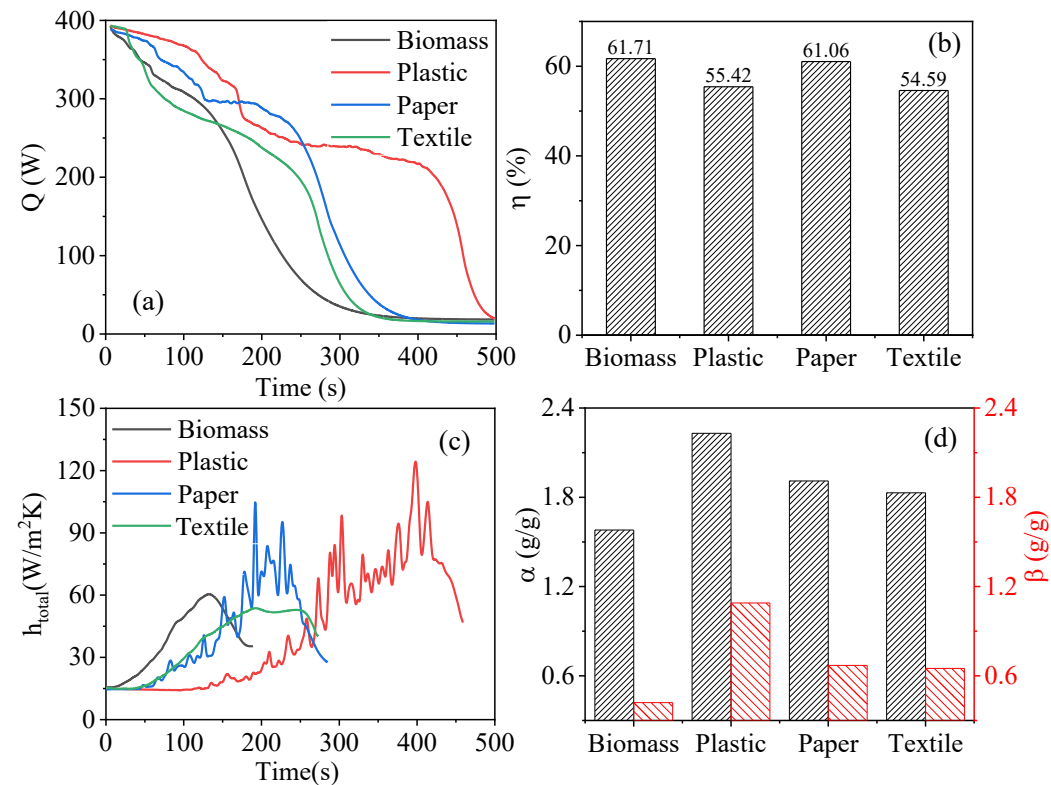 400
300
200
100
0
Q (W)
Biomass
Plastic
Paper
Textile
(a)
0 100 200 300 400 500
Time (s)
60
40
20
0
η (%)
61.71 55.42 61.06 54.59
(b)
Biomass Plastic Paper Textile
150
120
90
60
30
0
h_total(W/m²K)
Biomass
Plastic
Paper
Textile
(c)
0 100 200 300 400 500
Time(s)
2.4
1.8
1.2
0.6
α (g/g)
(d)
2.4
1.8
1.2
0.6
β (g/g)
Biomass Plastic Paper Textile